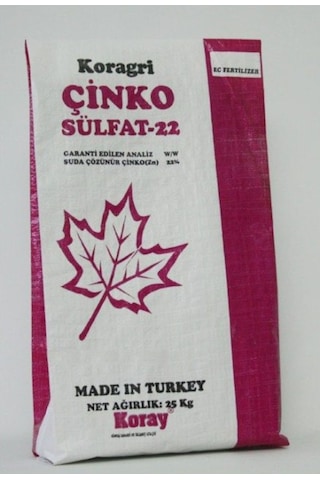 Koragri
EC FERTILIZER
ÇİNKO
SÜLFAT-22
GARANTİ EDİLEN ANALİZ W/W
SUDA ÇÖZÜNÜR ÇİNKO(Zn) 22%
MADE IN TURKEY
NET AĞIRLIK: 25 Kg
Koray®